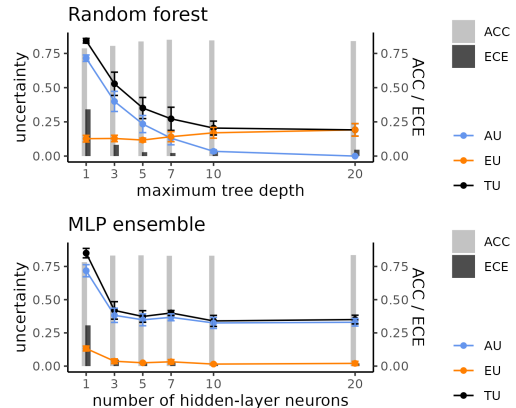 Random forest
uncertainty
0.75
0.50
0.25
0.00
0.75
0.50
0.25
0.00
ACC / ECE
1 3 5 7 10 20
maximum tree depth
ACC
ECE
AU
EU
TU
MLP ensemble
uncertainty
0.75
0.50
0.25
0.00
0.75
0.50
0.25
0.00
ACC / ECE
1 3 5 7 10 20
number of hidden-layer neurons
ACC
ECE
AU
EU
TU